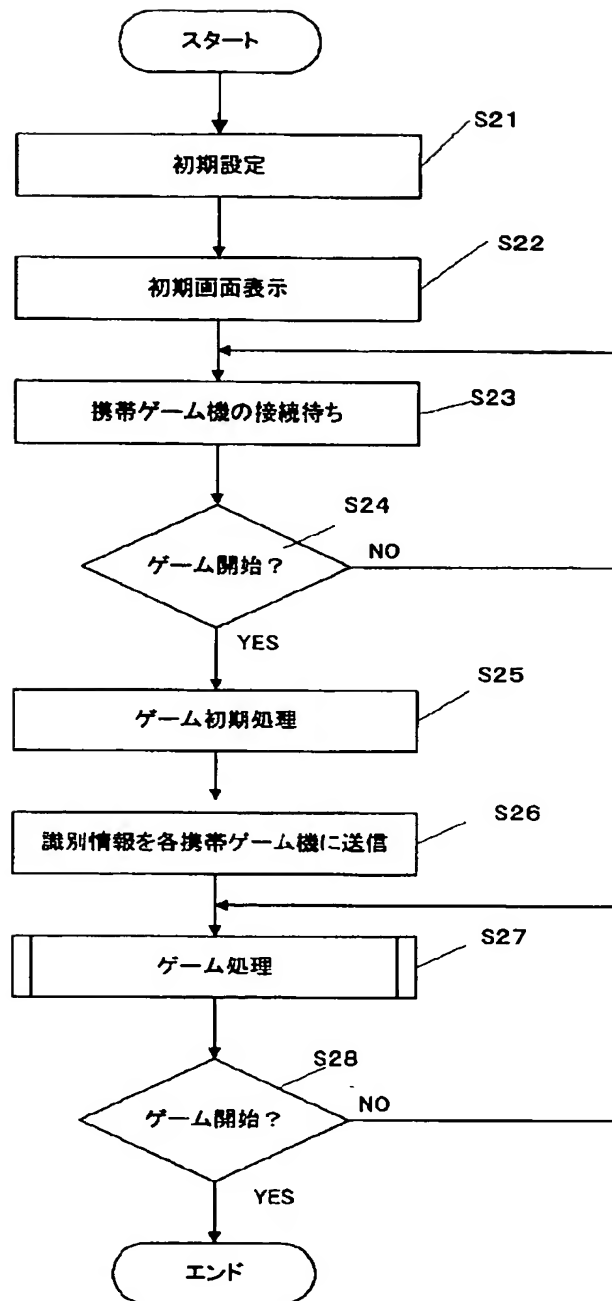 スタート
S21
初期設定
S22
初期画面表示
S23
携帯ゲーム機の接続待ち
S24
ゲーム開始?
NO
YES
S25
ゲーム初期処理
S26
識別情報を各携帯ゲーム機に送信
S27
ゲーム処理
S28
ゲーム開始?
NO
YES
エンド